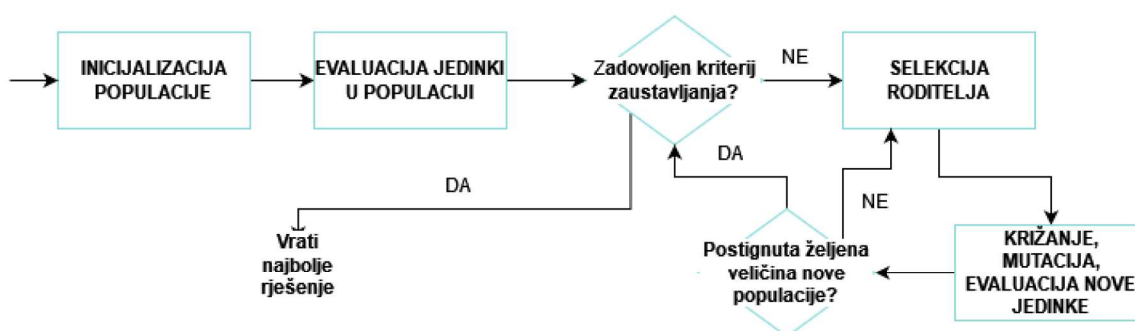 INICIJALIZACIJA
POPULACIJE
EVALUACIJA JEDINKI
U POPULACIJI
Zadovoljen kriterij
zaustavljanja?
NE
SELEKCIJA
RODITELJA
DA
DA
NE
Vrati
najbolje
rješenje
Postignuta željena
veličina nove
populacije?
KRIŽANJE,
MUTACIJA,
EVALUACIJA NOVE
JEDINKE